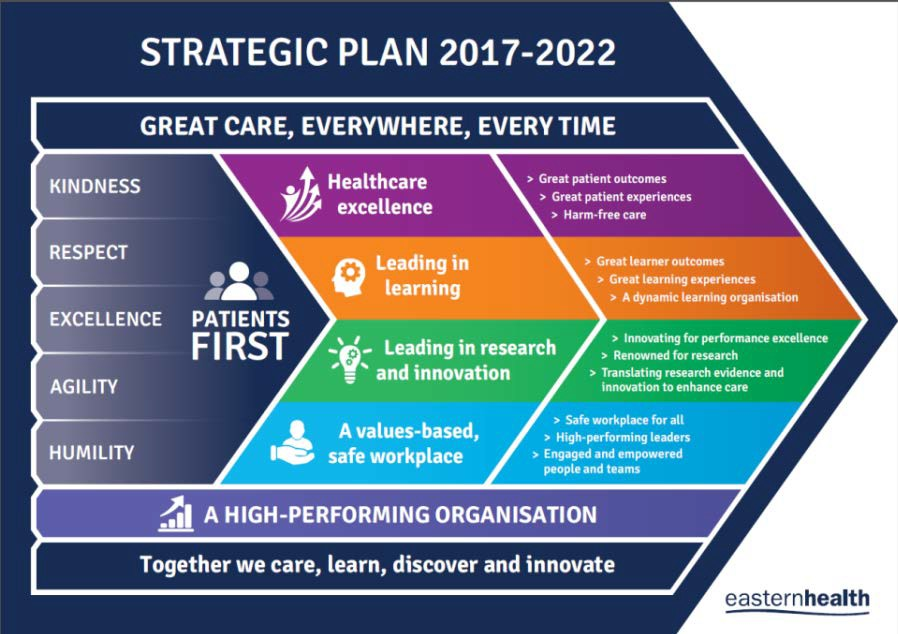 STRATEGIC PLAN 2017-2022
GREAT CARE, EVERYWHERE, EVERY TIME
KINDNESS
RESPECT
EXCELLENCE
AGILITY
HUMILITY
PATIENTS
FIRST
Healthcare
excellence
> Great patient outcomes
> Great patient experiences
> Harm-free care
Leading in
learning
> Great learner outcomes
> Great learning experiences
> A dynamic learning organisation
Leading in research
and innovation
> Innovating for performance excellence
> Renowned for research
> Translating research evidence and
innovation to enhance care
A values-based,
safe workplace
> Safe workplace for all
> High-performing leaders
> Engaged and empowered
people and teams
A HIGH-PERFORMING ORGANISATION
Together we care, learn, discover and innovate
easternhealth